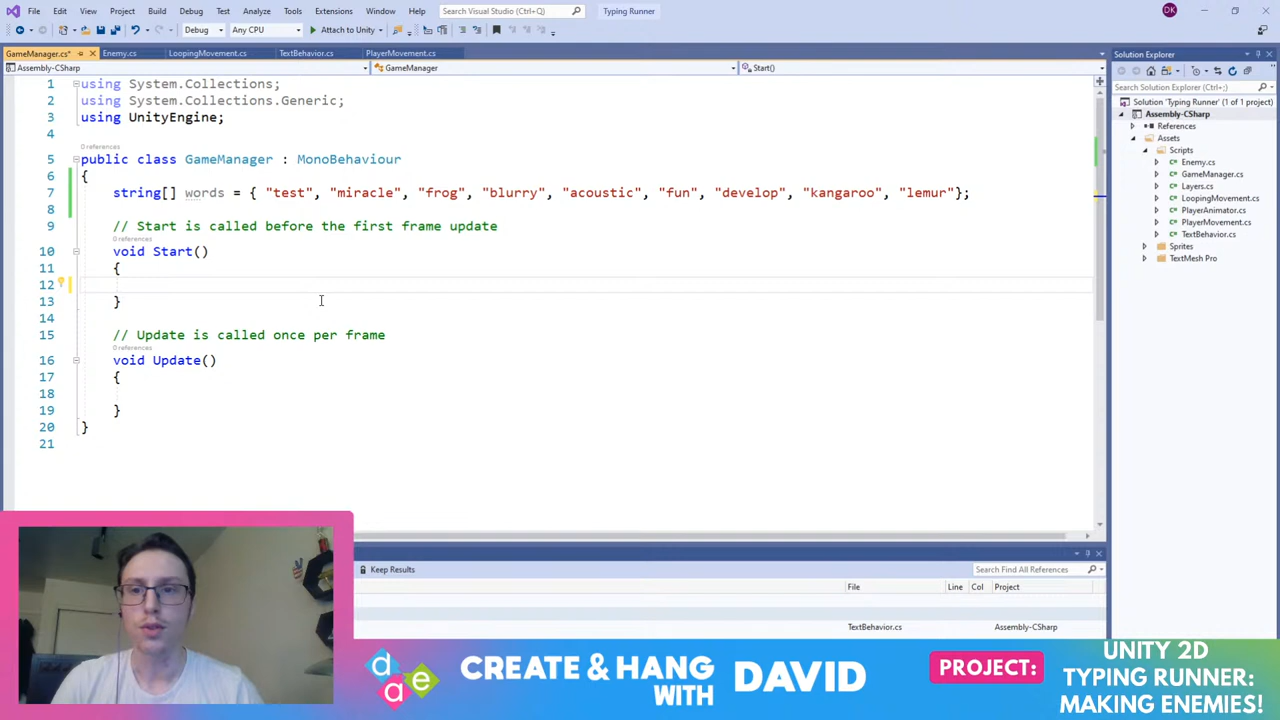 File Edit View Git Project Build Debug Test Analyze Tools Extensions Window Help Search Visual Studio (Ctrl+Q) Typing Runner DK
Debug Any CPU Attach to Unity
GameManager.cs* Enemy.cs LoopingMovement.cs TextBehavior.cs PlayerMovement.cs
Assembly-CSharp GameManager Start()
1 using System.Collections;
2 using System.Collections.Generic;
3 using UnityEngine;
4
0 references
5 public class GameManager : MonoBehaviour
6 {
7 string[] words = { "test", "miracle", "frog", "blurry", "acoustic", "fun", "develop", "kangaroo", "lemur"};
8
9 // Start is called before the first frame update
0 references
10 void Start()
11 {
12
13 }
14
15 // Update is called once per frame
0 references
16 void Update()
17 {
18
19 }
20 }
21
Solution Explorer
Search Solution Explorer (Ctrl+;)
Solution 'Typing Runner' (1 of 1 project)
Assembly-CSharp
References
Assets
Scripts
Enemy.cs
GameManager.cs
Layers.cs
LoopingMovement.cs
PlayerAnimator.cs
PlayerMovement.cs
TextBehavior.cs
Sprites
TextMesh Pro
Keep Results Search Find All References
File Line Col Project
TextBehavior.cs Assembly-CSharp
dae
CREATE & HANG
WITH
DAVID
PROJECT:
UNITY 2D
TYPING RUNNER:
MAKING ENEMIES!